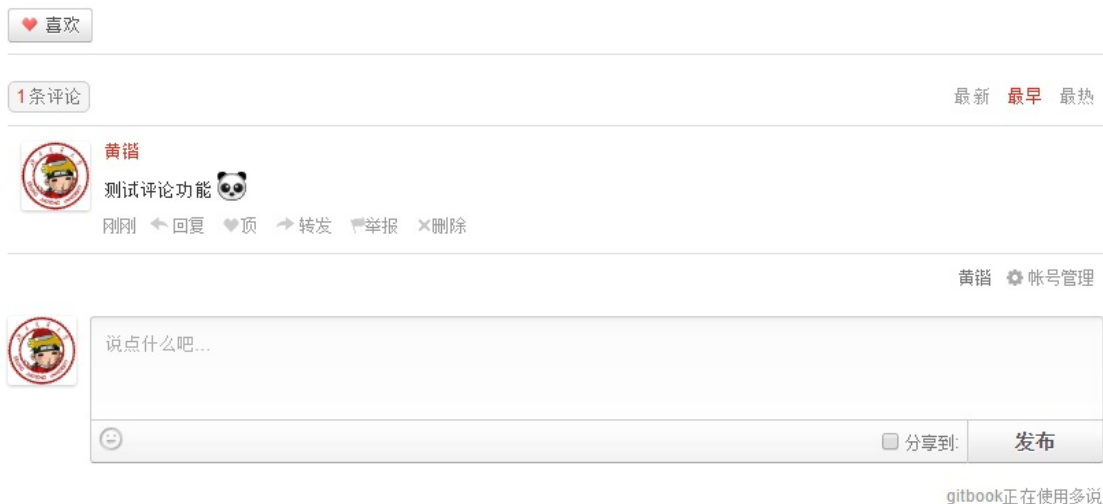 喜欢
1条评论 最新 最早 最热
黄锴
测试评论功能
刚刚 回复 顶 转发 举报 删除
黄锴 帐号管理
说点什么吧...
分享到: 发布
gitbook正在使用多说